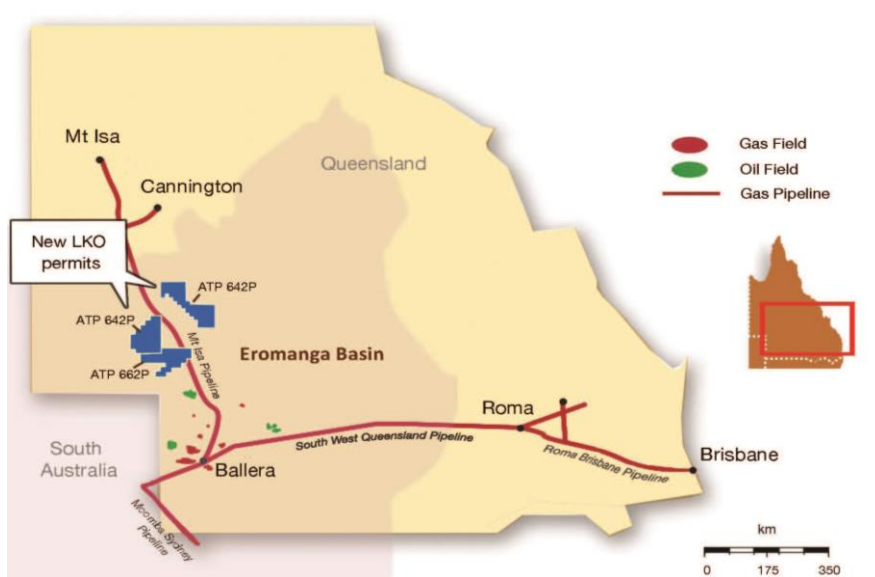 Mt Isa
Cannington
Queensland
New LKO
permits
ATP 642P
ATP 642P
ATP 662P
Mt Isa Pipeline
Eromanga Basin
South
Australia
Ballera
South West Queensland Pipeline
Roma
Roma Brisbane Pipeline
Brisbane
Moomba Sydney
Pipeline
Gas Field
Oil Field
Gas Pipeline
km
0 175 350